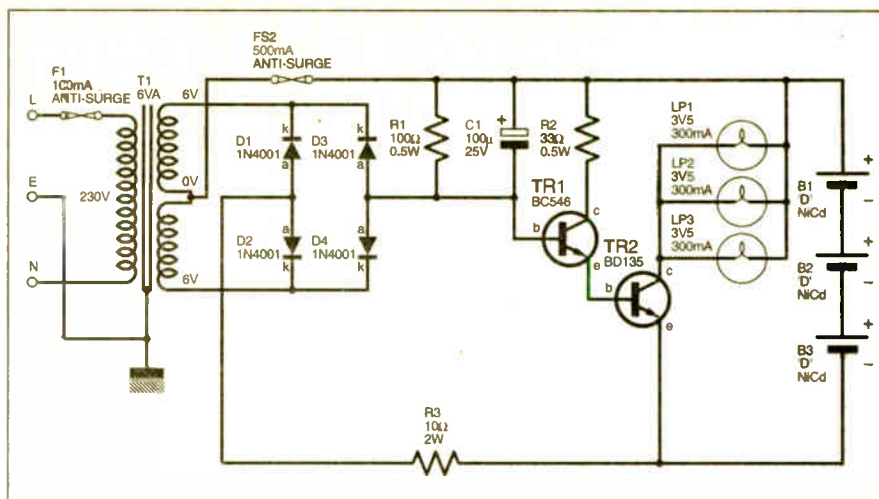 FS2
500mA
ANTI-SURGE
F1
100mA
ANTI-SURGE
T1
6VA
L
E
N
230V
6V
0V
6V
k
D1
1N4001
a
k
D3
1N4001
a
D2
1N4001
a
k
D4
1N4001
a
k
R1
100Ω
0.5W
C1
100μ
25V
+
R2
33Ω
0.5W
TR1
BC546
b
c
e
TR2
BD135
b
c
e
LP1
3V5
300mA
LP2
3V5
300mA
LP3
3V5
300mA
+
B1
'D'
NiCd
–
+
B2
'D'
NiCd
–
+
B3
'D'
NiCd
–
R3
10Ω
2W